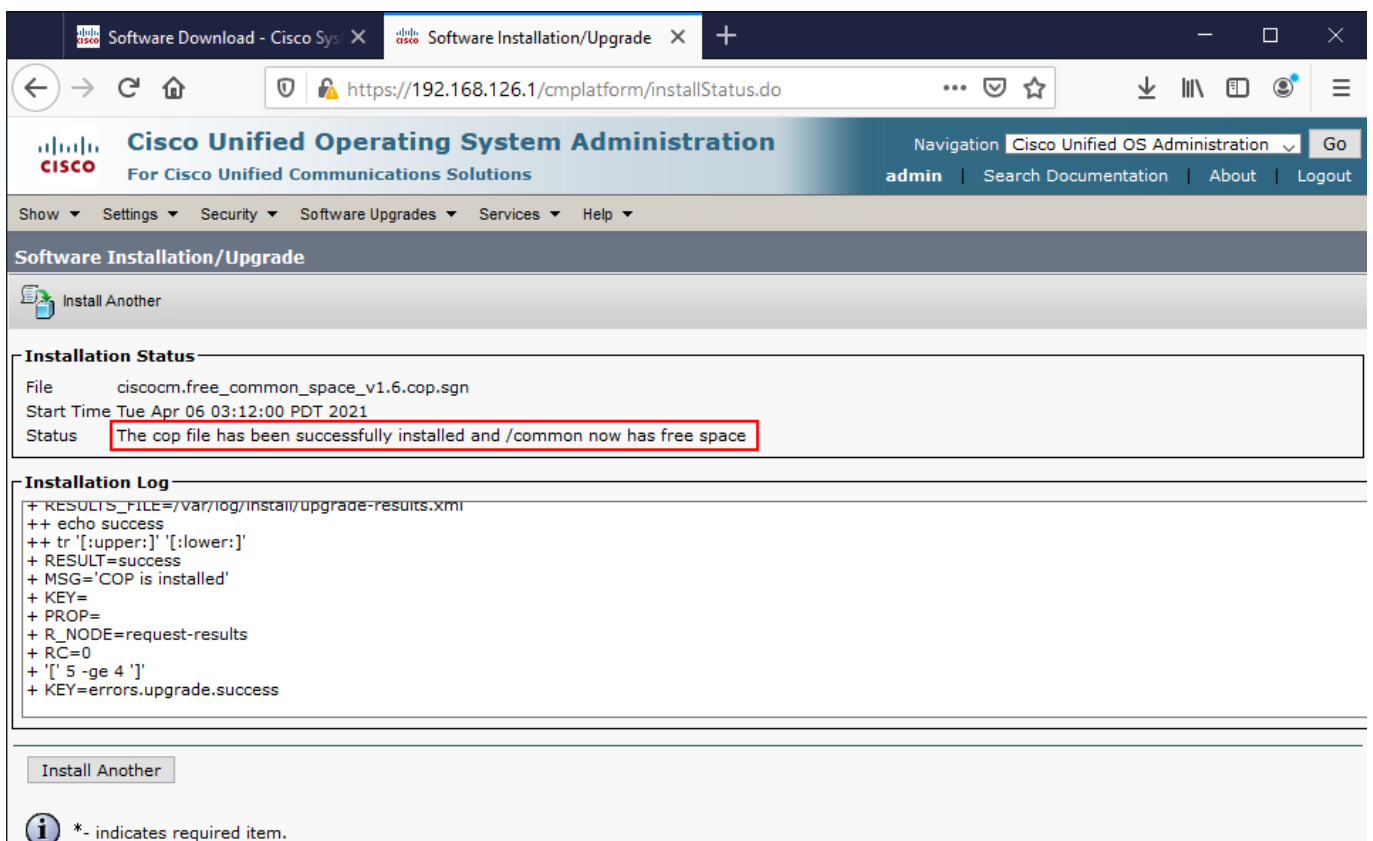 Software Download - Cisco Sys
Software Installation/Upgrade
https://192.168.126.1/cmplatform/installStatus.do
CISCO
Cisco Unified Operating System Administration
For Cisco Unified Communications Solutions
Navigation Cisco Unified OS Administration Go
admin | Search Documentation | About | Logout
Show Settings Security Software Upgrades Services Help
Software Installation/Upgrade
Install Another
Installation Status
File ciscocm.free_common_space_v1.6.cop.sgn
Start Time Tue Apr 06 03:12:00 PDT 2021
Status The cop file has been successfully installed and /common now has free space
Installation Log
+ RESULTS_FILE=/var/log/install/upgrade-results.xml
++ echo success
++ tr '[:upper:]' '[:lower:]'
+ RESULT=success
+ MSG='COP is installed'
+ KEY=
+ PROP=
+ R_NODE=request-results
+ RC=0
+ '[' 5 -ge 4 ']'
+ KEY=errors.upgrade.success
Install Another
*- indicates required item.